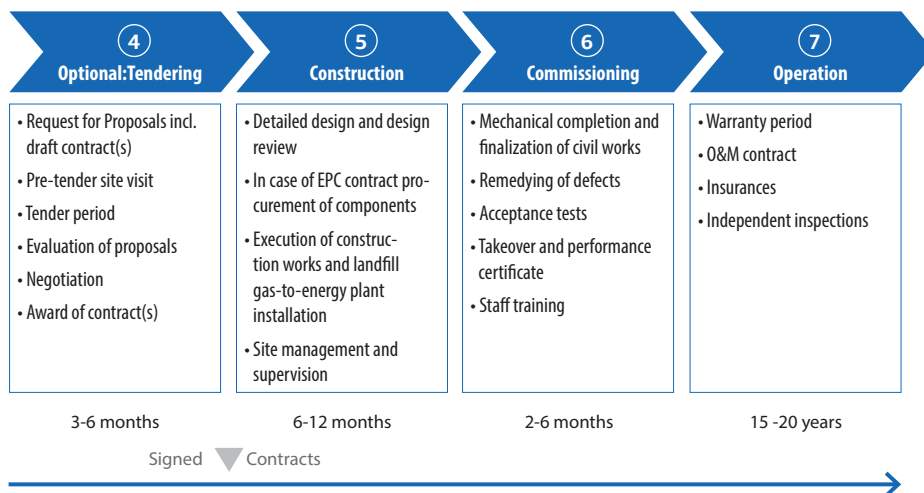 4
Optional:Tendering
• Request for Proposals incl.
draft contract(s)
• Pre-tender site visit
• Tender period
• Evaluation of proposals
• Negotiation
• Award of contract(s)
3-6 months
5
Construction
• Detailed design and design
review
• In case of EPC contract pro-
curement of components
• Execution of construc-
tion works and landfill
gas-to-energy plant
installation
• Site management and
supervision
6-12 months
6
Commissioning
• Mechanical completion and
finalization of civil works
• Remedying of defects
• Acceptance tests
• Takeover and performance
certificate
• Staff training
2-6 months
7
Operation
• Warranty period
• O&M contract
• Insurances
• Independent inspections
15 -20 years
Signed Contracts